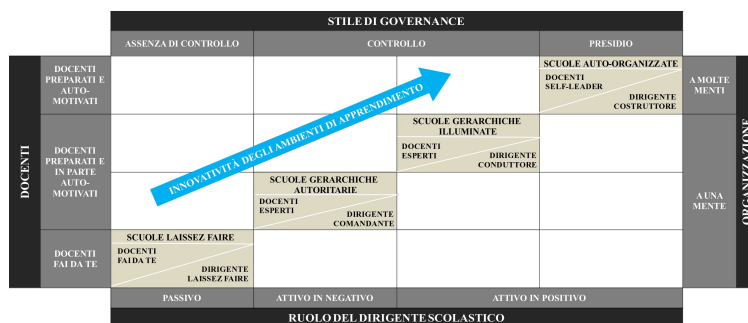 STILE DI GOVERNANCE
ASSENZA DI CONTROLLO
CONTROLLO
PRESIDIO
DOCENTI
DOCENTI
PREPARATI E
AUTO-
MOTIVATI
DOCENTI
PREPARATI E
IN PARTE
AUTO-
MOTIVATI
DOCENTI
FAI DA TE
INNOVATIVITÀ DEGLI AMBIENTI DI APPRENDIMENTO
SCUOLE AUTO-ORGANIZZATE
DOCENTI
SELF-LEADER
DIRIGENTE
COSTRUTTORE
SCUOLE GERARCHICHE
ILLUMINATE
DOCENTI
ESPERTI
DIRIGENTE
CONDUTTORE
SCUOLE GERARCHICHE
AUTORITARIE
DOCENTI
ESPERTI
DIRIGENTE
COMANDANTE
SCUOLE LAISSEZ FAIRE
DOCENTI
FAI DA TE
DIRIGENTE
LAISSEZ FAIRE
A MOLTE
MENTI
A UNA
MENTE
ORGANIZZAZIONE
PASSIVO
ATTIVO IN NEGATIVO
ATTIVO IN POSITIVO
RUOLO DEL DIRIGENTE SCOLASTICO